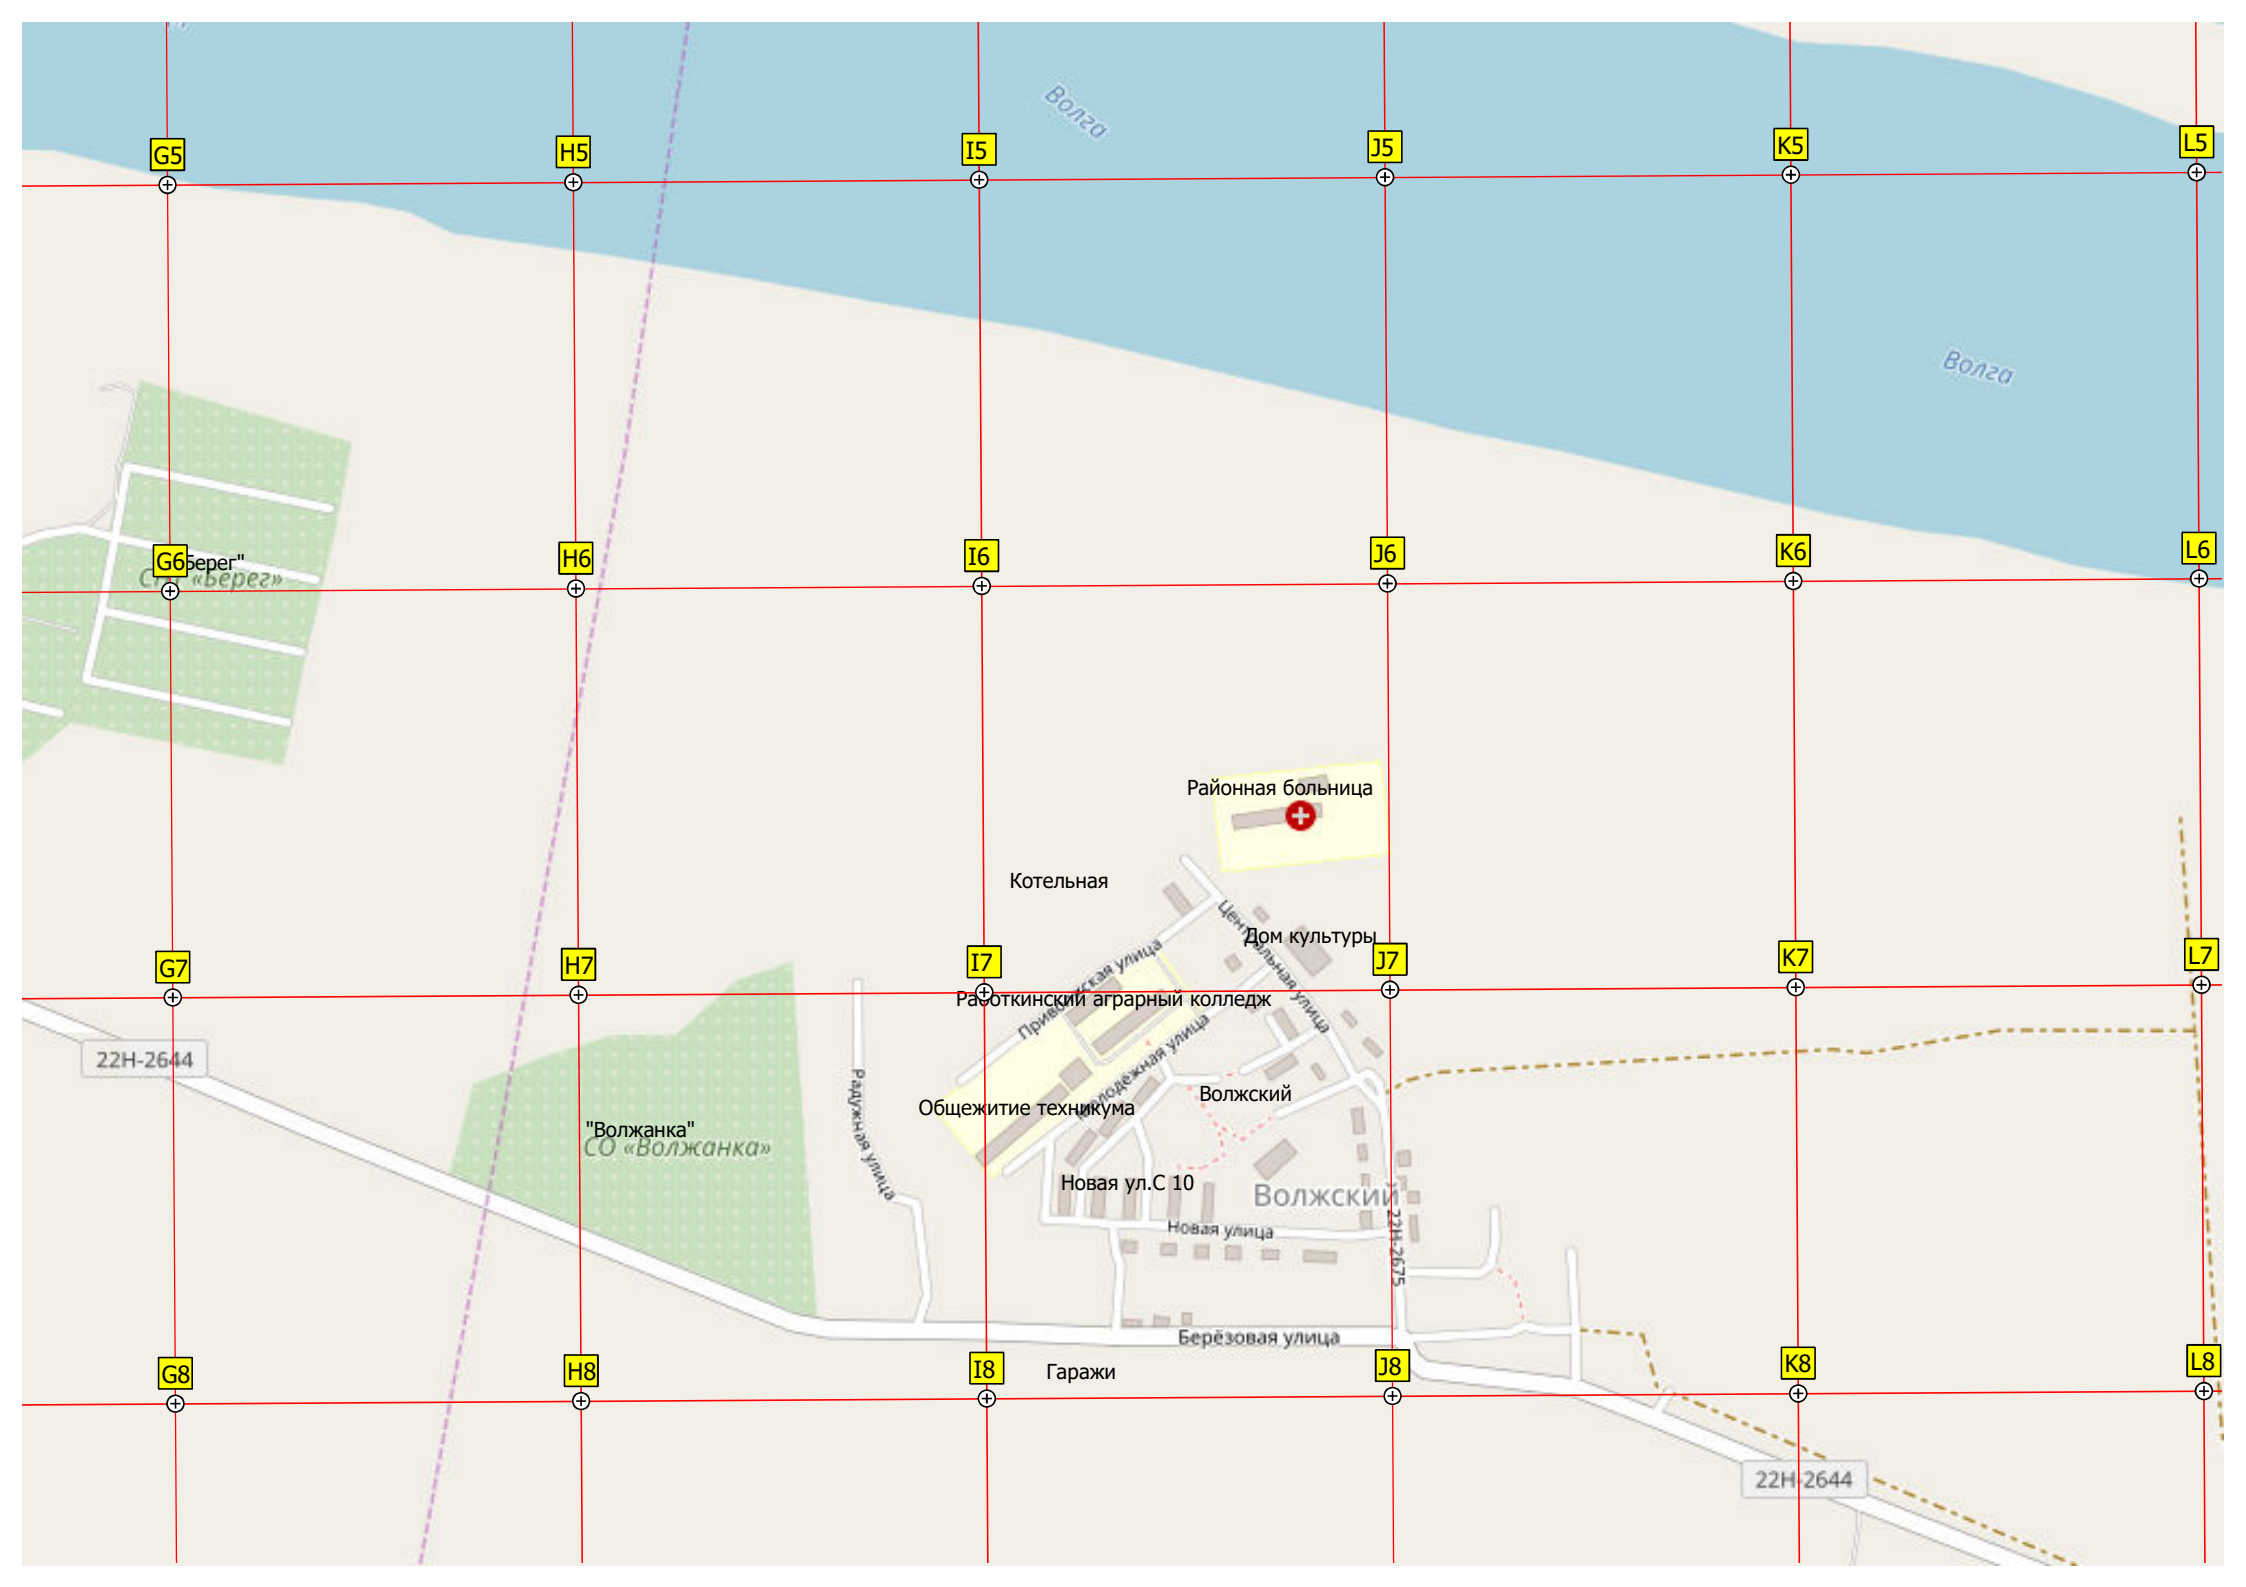 Волга
G5
H5
I5
J5
K5
L5
Волга
G6
Берег"
СНТ «Берег»
H6
I6
J6
K6
L6
Районная больница
Котельная
Центральная улица
Дом культуры
Приволжская улица
G7
H7
I7
J7
K7
L7
Работкинский аграрный колледж
22Н-2644
Молодёжная улица
Радужная улица
Волжский
Общежитие техникума
"Волжанка"
СО «Волжанка»
Новая ул.С 10
Волжский
Новая улица
22Н-2675
Берёзовая улица
Гаражи
G8
H8
I8
J8
K8
L8
22Н-2644